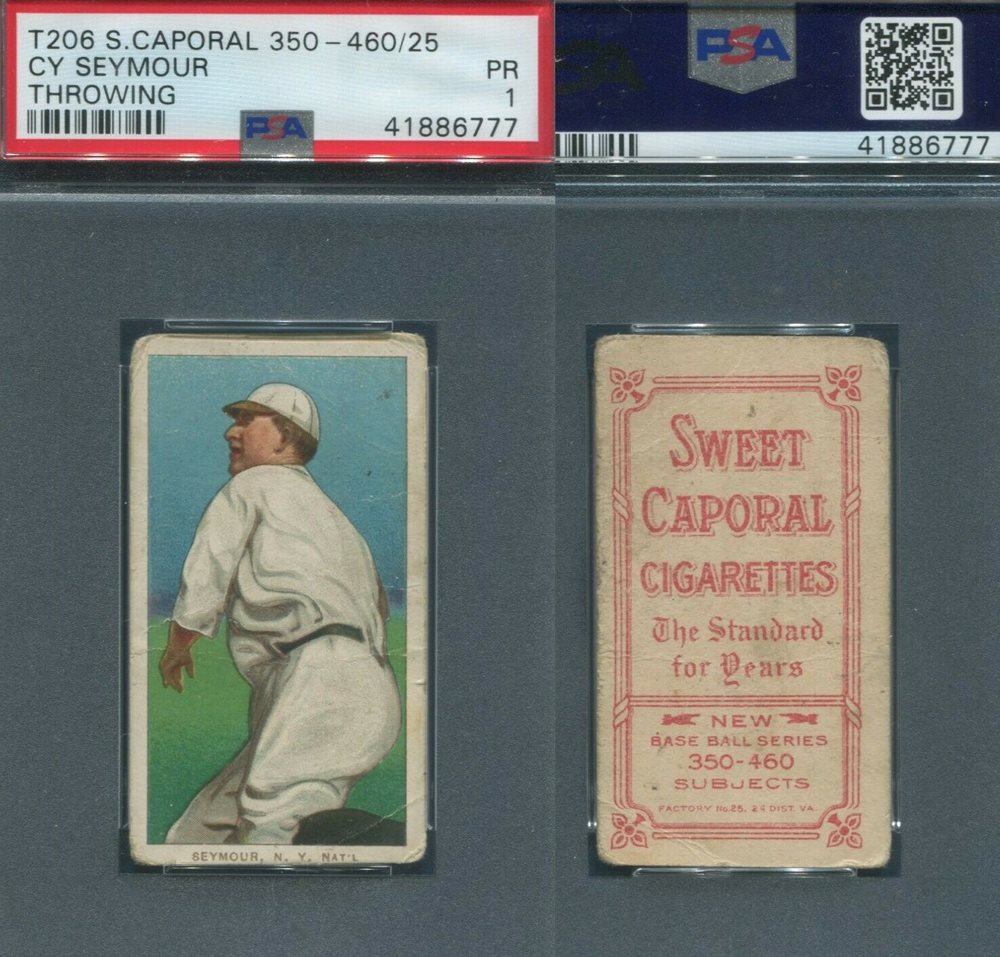 T206 S.CAPORAL 350 – 460/25
CY SEYMOUR PR
THROWING 1
PSA 41886777
PSA
PSA
41886777
SEYMOUR, N. Y. NAT'L
SWEET
CAPORAL
CIGARETTES
The Standard
for Years
NEW
BASE BALL SERIES
350-460
SUBJECTS
FACTORY No. 25, 2d DIST. VA.